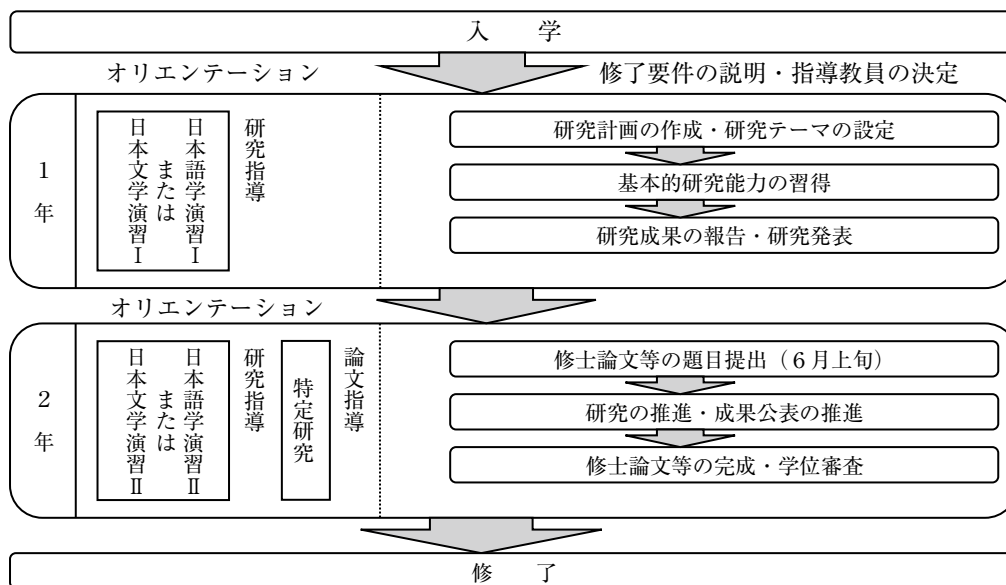 入　学
オリエンテーション
修了要件の説明・指導教員の決定
1年
日本語学演習Ⅰ
または
日本文学演習Ⅰ
研究指導
研究計画の作成・研究テーマの設定
基本的研究能力の習得
研究成果の報告・研究発表
オリエンテーション
2年
日本語学演習Ⅱ
または
日本文学演習Ⅱ
研究指導
特定研究
論文指導
修士論文等の題目提出（６月上旬）
研究の推進・成果公表の推進
修士論文等の完成・学位審査
修　了